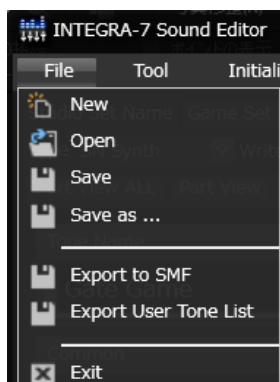 INTEGRA-7 Sound Editor
File Tool Initiali
New
Open
Save
Save as ...
Export to SMF
Export User Tone List
Exit